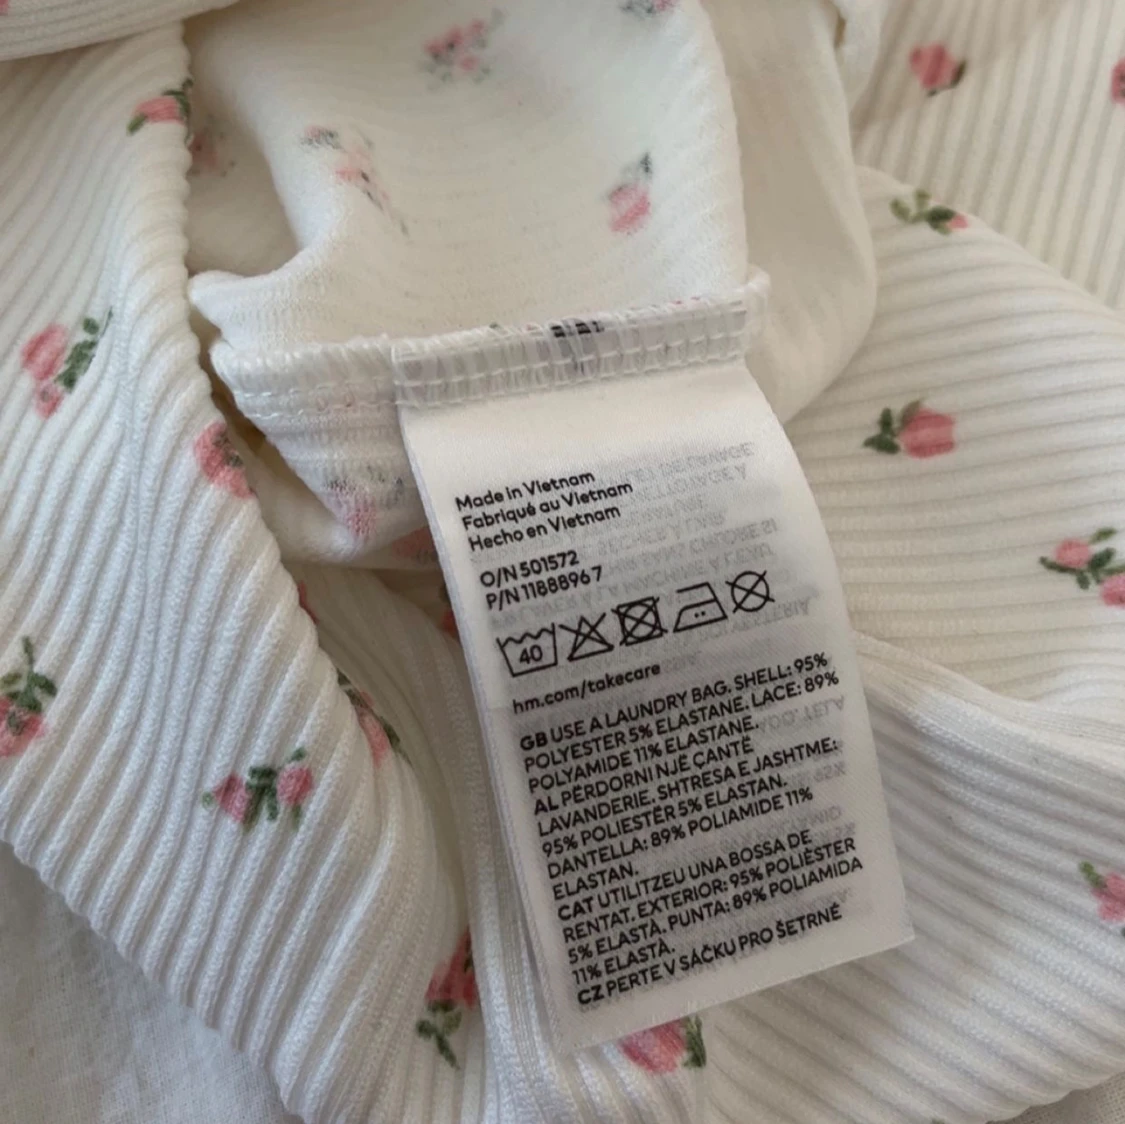 Made in Vietnam
Fabriqué au Vietnam
Hecho en Vietnam
O/N 501572
P/N 11888967
40
hm.com/takecare
GB USE A LAUNDRY BAG. SHELL: 95%
POLYESTER 5% ELASTANE. LACE: 89%
POLYAMIDE 11% ELASTANE.
AL PËRDORNI NJË ÇANTË
LAVANDERIE. SHTRESA E JASHTME:
95% POLIESTËR 5% ELASTAN.
DANTELLA: 89% POLIAMIDE 11%
ELASTAN.
CAT UTILITZEU UNA BOSSA DE
RENTAT. EXTERIOR: 95% POLIÈSTER
5% ELASTÀ. PUNTA: 89% POLIAMIDA
11% ELASTÀ.
CZ PERTE V SÁČKU PRO ŠETRNÉ